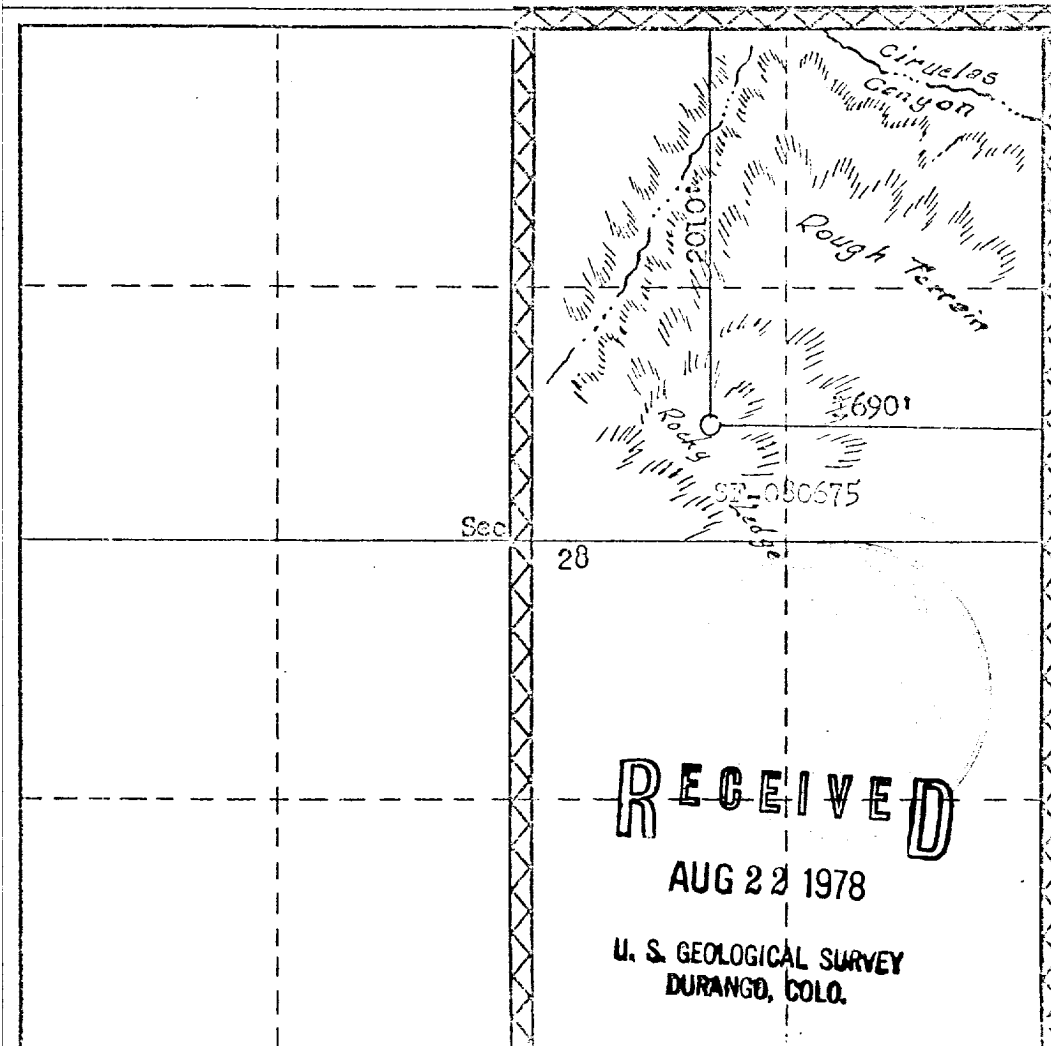 Ciruelas
Canyon
2010'
Rough Terrain
1690'
Rocky Ledge
SF-080675
Sec
28
RECEIVED
AUG 22 1978
U. S. GEOLOGICAL SURVEY
DURANGO, COLO.